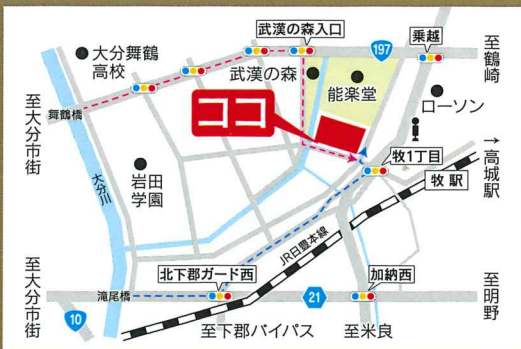 武漢の森入口
197
乗越
至鶴崎
大分舞鶴
高校
武漢の森
能楽堂
ローソン
ココ
至大分市街
舞鶴橋
→高城駅
牧1丁目
牧 駅
大分川
岩田
学園
JR日豊本線
北下郡ガード西
加納西
至大分市街
滝尾橋
21
至明野
10
至下郡バイパス
至米良